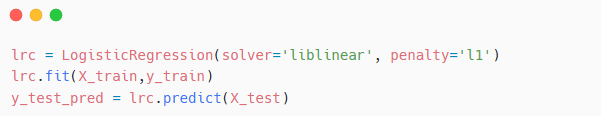 lrc = LogisticRegression(solver='liblinear', penalty='l1')
lrc.fit(X_train,y_train)
y_test_pred = lrc.predict(X_test)